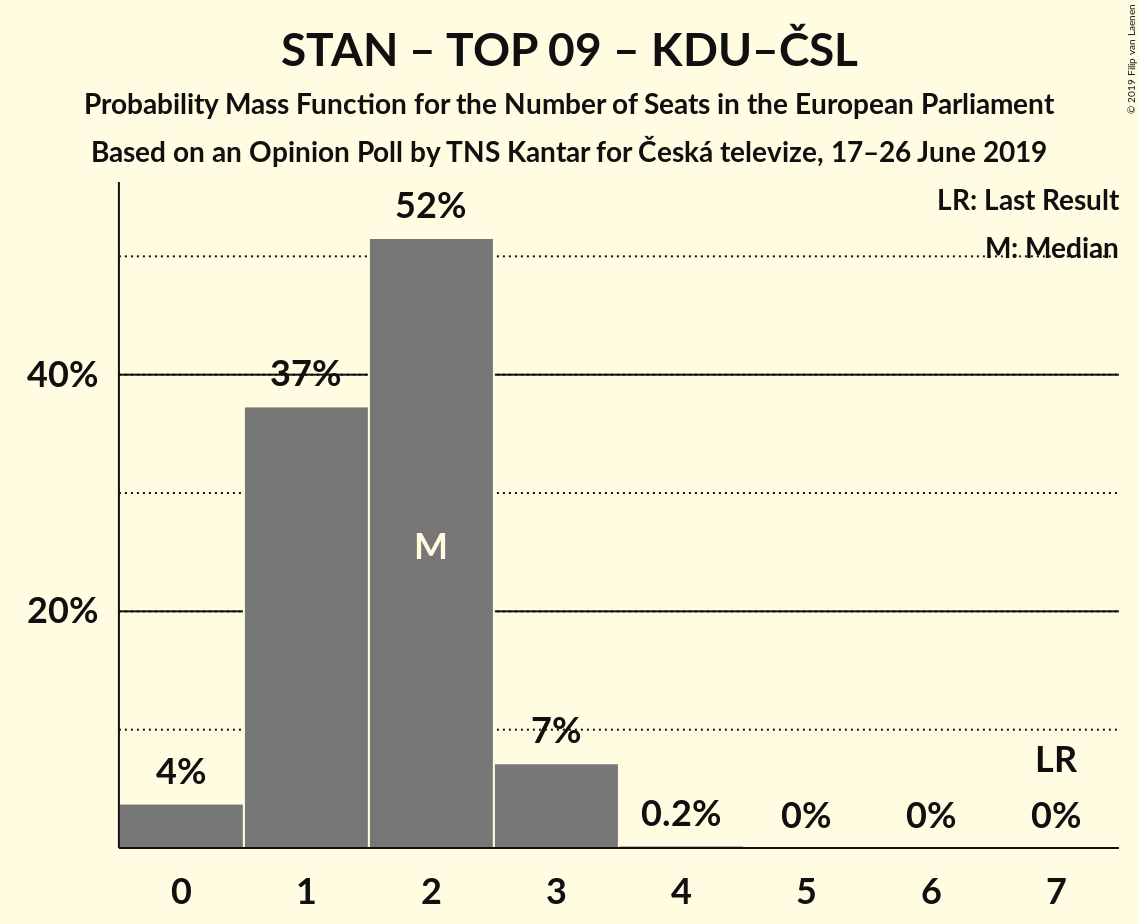 STAN – TOP 09 – KDU–ČSL
Probability Mass Function for the Number of Seats in the European Parliament
Based on an Opinion Poll by TNS Kantar for Česká televize, 17–26 June 2019
© 2019 Filip van Laenen
LR: Last Result
M: Median
52%
40%
37%
M
20%
7%
4%
LR
0.2%
0%
0%
0%
0 1 2 3 4 5 6 7